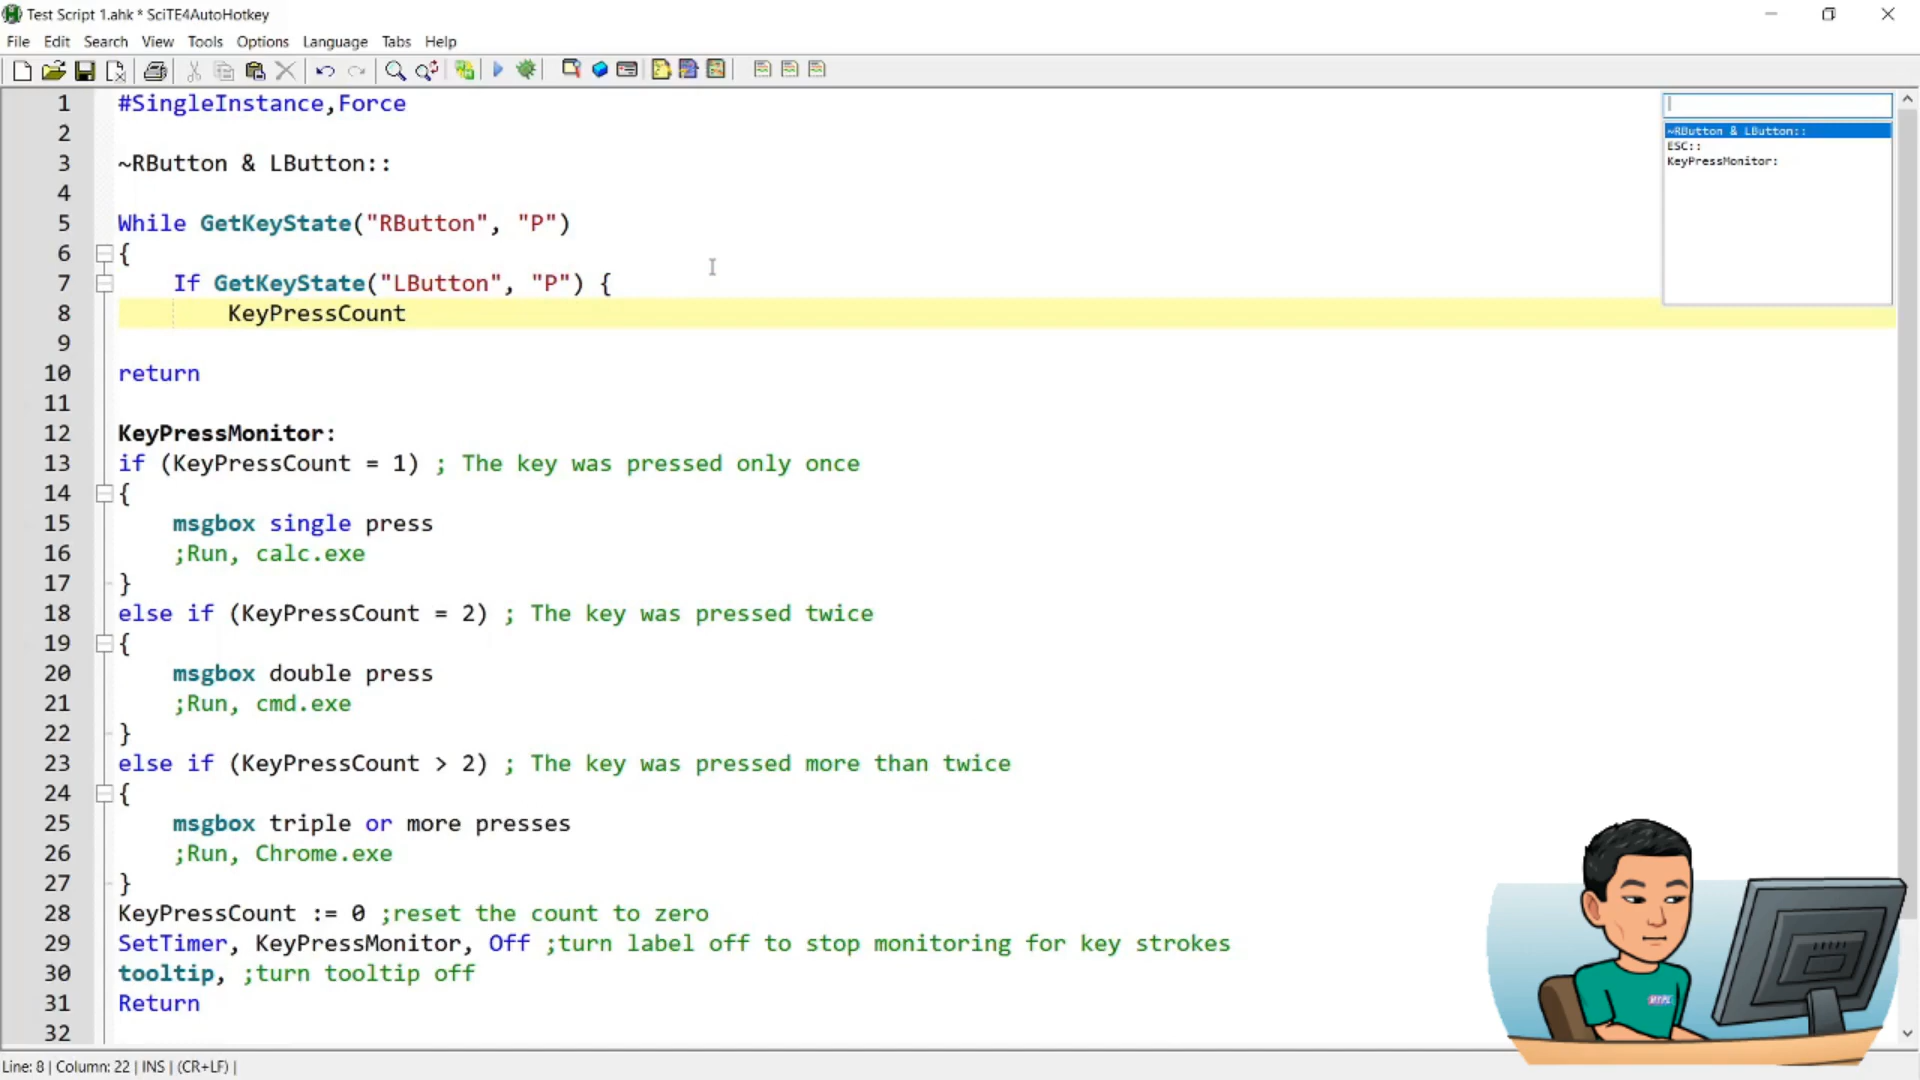 Test Script 1.ahk * SciTE4AutoHotkey
File Edit Search View Tools Options Language Tabs Help
1 #SingleInstance,Force
2
3 ~RButton & LButton::
4
5 While GetKeyState("RButton", "P")
6 {
7 If GetKeyState("LButton", "P") {
8 KeyPressCount
9
10 return
11
12 KeyPressMonitor:
13 if (KeyPressCount = 1) ; The key was pressed only once
14 {
15 msgbox single press
16 ;Run, calc.exe
17 }
18 else if (KeyPressCount = 2) ; The key was pressed twice
19 {
20 msgbox double press
21 ;Run, cmd.exe
22 }
23 else if (KeyPressCount > 2) ; The key was pressed more than twice
24 {
25 msgbox triple or more presses
26 ;Run, Chrome.exe
27 }
28 KeyPressCount := 0 ;reset the count to zero
29 SetTimer, KeyPressMonitor, Off ;turn label off to stop monitoring for key strokes
30 tooltip, ;turn tooltip off
31 Return
32
~RButton & LButton::
ESC::
KeyPressMonitor:
Line: 8 | Column: 22 | INS | (CR+LF) |